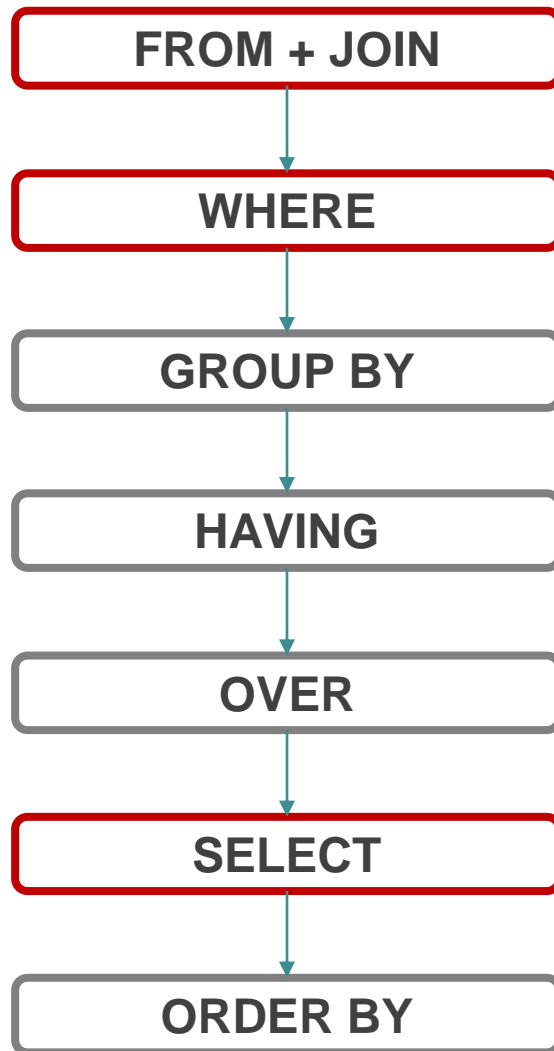 FROM + JOIN
WHERE
GROUP BY
HAVING
OVER
SELECT
ORDER BY